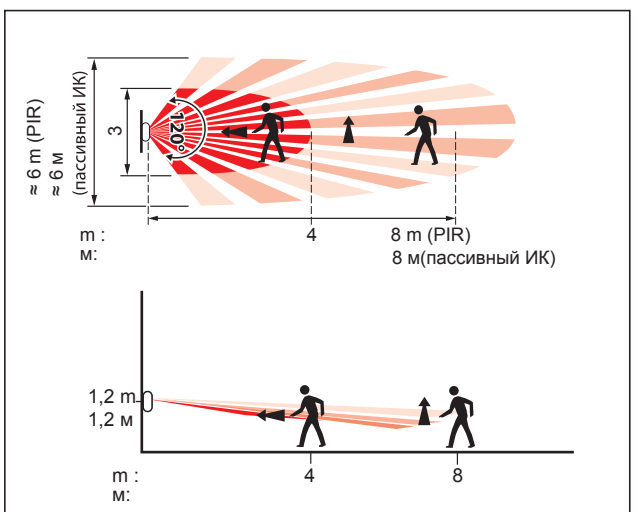 ≈ 6 m (PIR)
≈ 6 м
(пассивный ИК)
3
120°
m : 4 8 m (PIR)
м: 8 м(пассивный ИК)
1,2 m
1,2 м
m : 4 8
м: